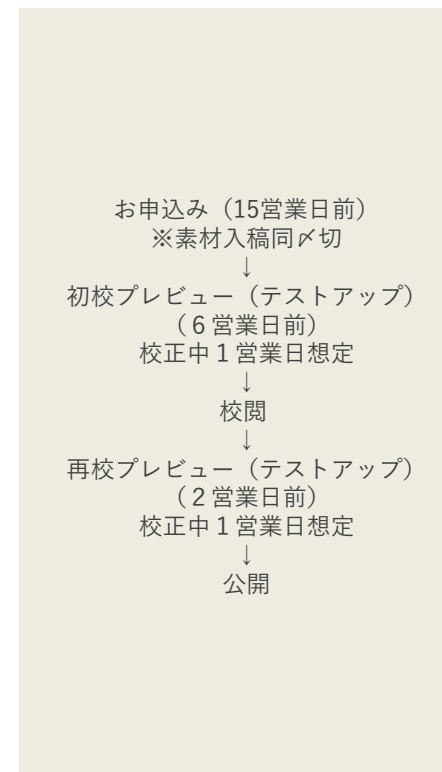 お申込み（15営業日前）
※素材入稿同〆切
↓
初校プレビュー（テストアップ）
（６営業日前）
校正中１営業日想定
↓
校閲
↓
再校プレビュー（テストアップ）
（２営業日前）
校正中１営業日想定
↓
公開